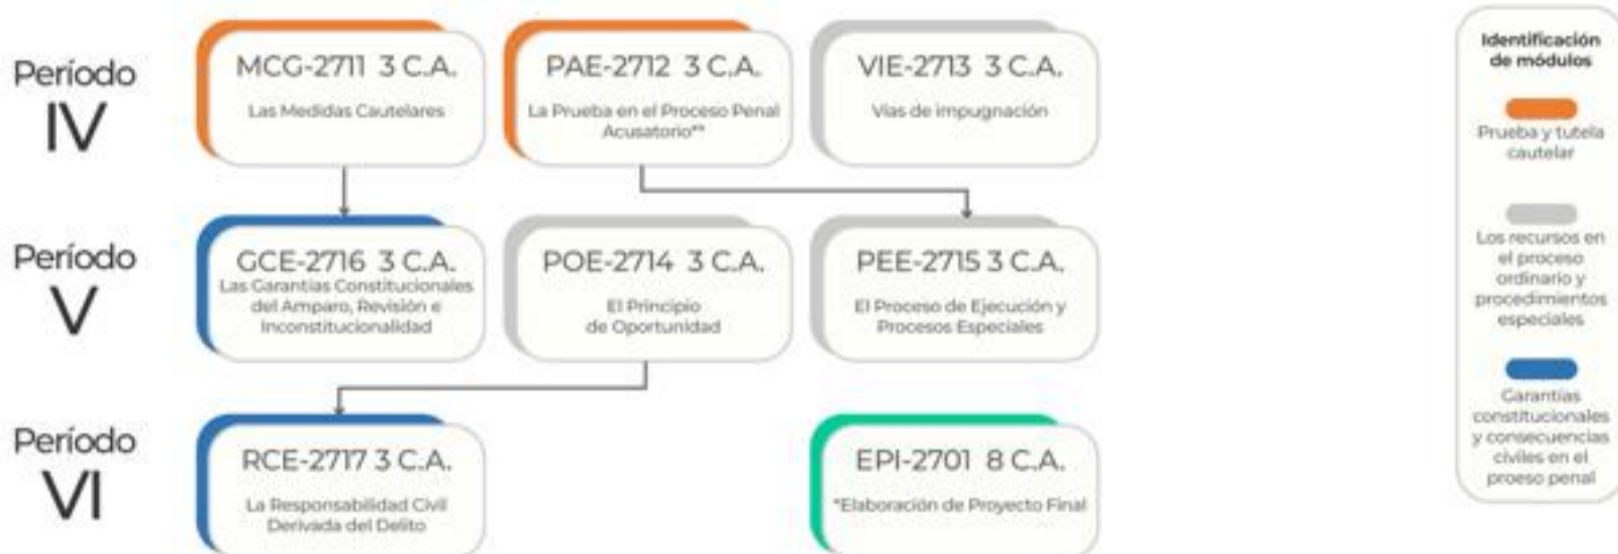 Período
IV
MCG-2711 3 C.A.
Las Medidas Cautelares
PAE-2712 3 C.A.
La Prueba en el Proceso Penal
Acusatorio**
VIE-2713 3 C.A.
Vías de impugnación
Período
V
GCE-2716 3 C.A.
Las Garantías Constitucionales
del Amparo, Revisión e
Inconstitucionalidad
POE-2714 3 C.A.
El Principio
de Oportunidad
PEE-2715 3 C.A.
El Proceso de Ejecución y
Procesos Especiales
Período
VI
RCE-2717 3 C.A.
La Responsabilidad Civil
Derivada del Delito
EPI-2701 8 C.A.
*Elaboración de Proyecto Final
Identificación
de módulos
Prueba y tutela
cautelar
Los recursos en
el proceso
ordinario y
procedimientos
especiales
Garantías
constitucionales
y consecuencias
civiles en el
proeso penal